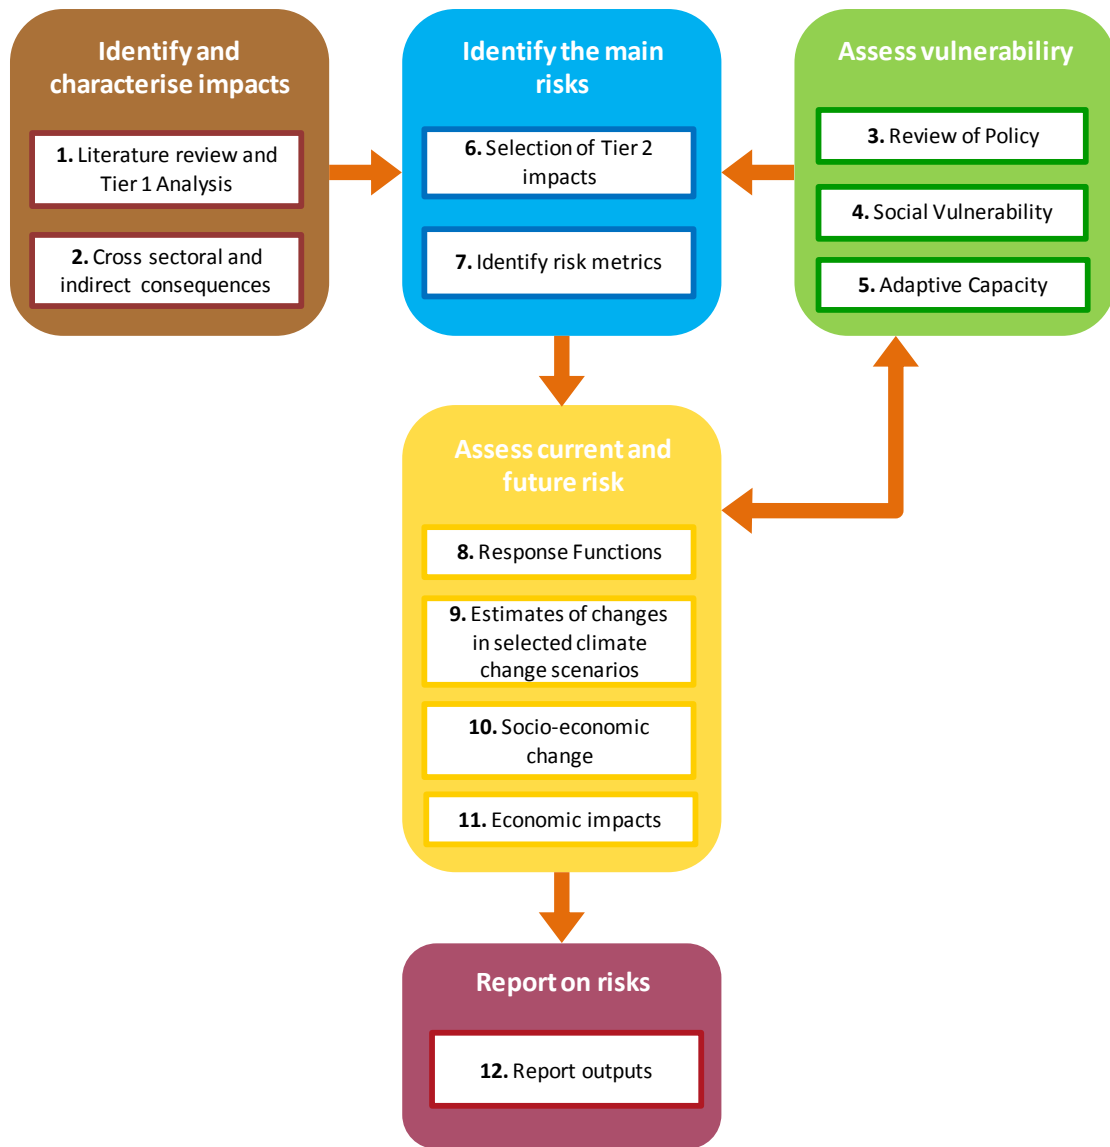 Identify and
characterise impacts
1. Literature review and
Tier 1 Analysis
2. Cross sectoral and
indirect consequences
Identify the main
risks
6. Selection of Tier 2
impacts
7. Identify risk metrics
Assess vulnerabiliry
3. Review of Policy
4. Social Vulnerability
5. Adaptive Capacity
Assess current and
future risk
8. Response Functions
9. Estimates of changes
in selected climate
change scenarios
10. Socio-economic
change
11. Economic impacts
Report on risks
12. Report outputs